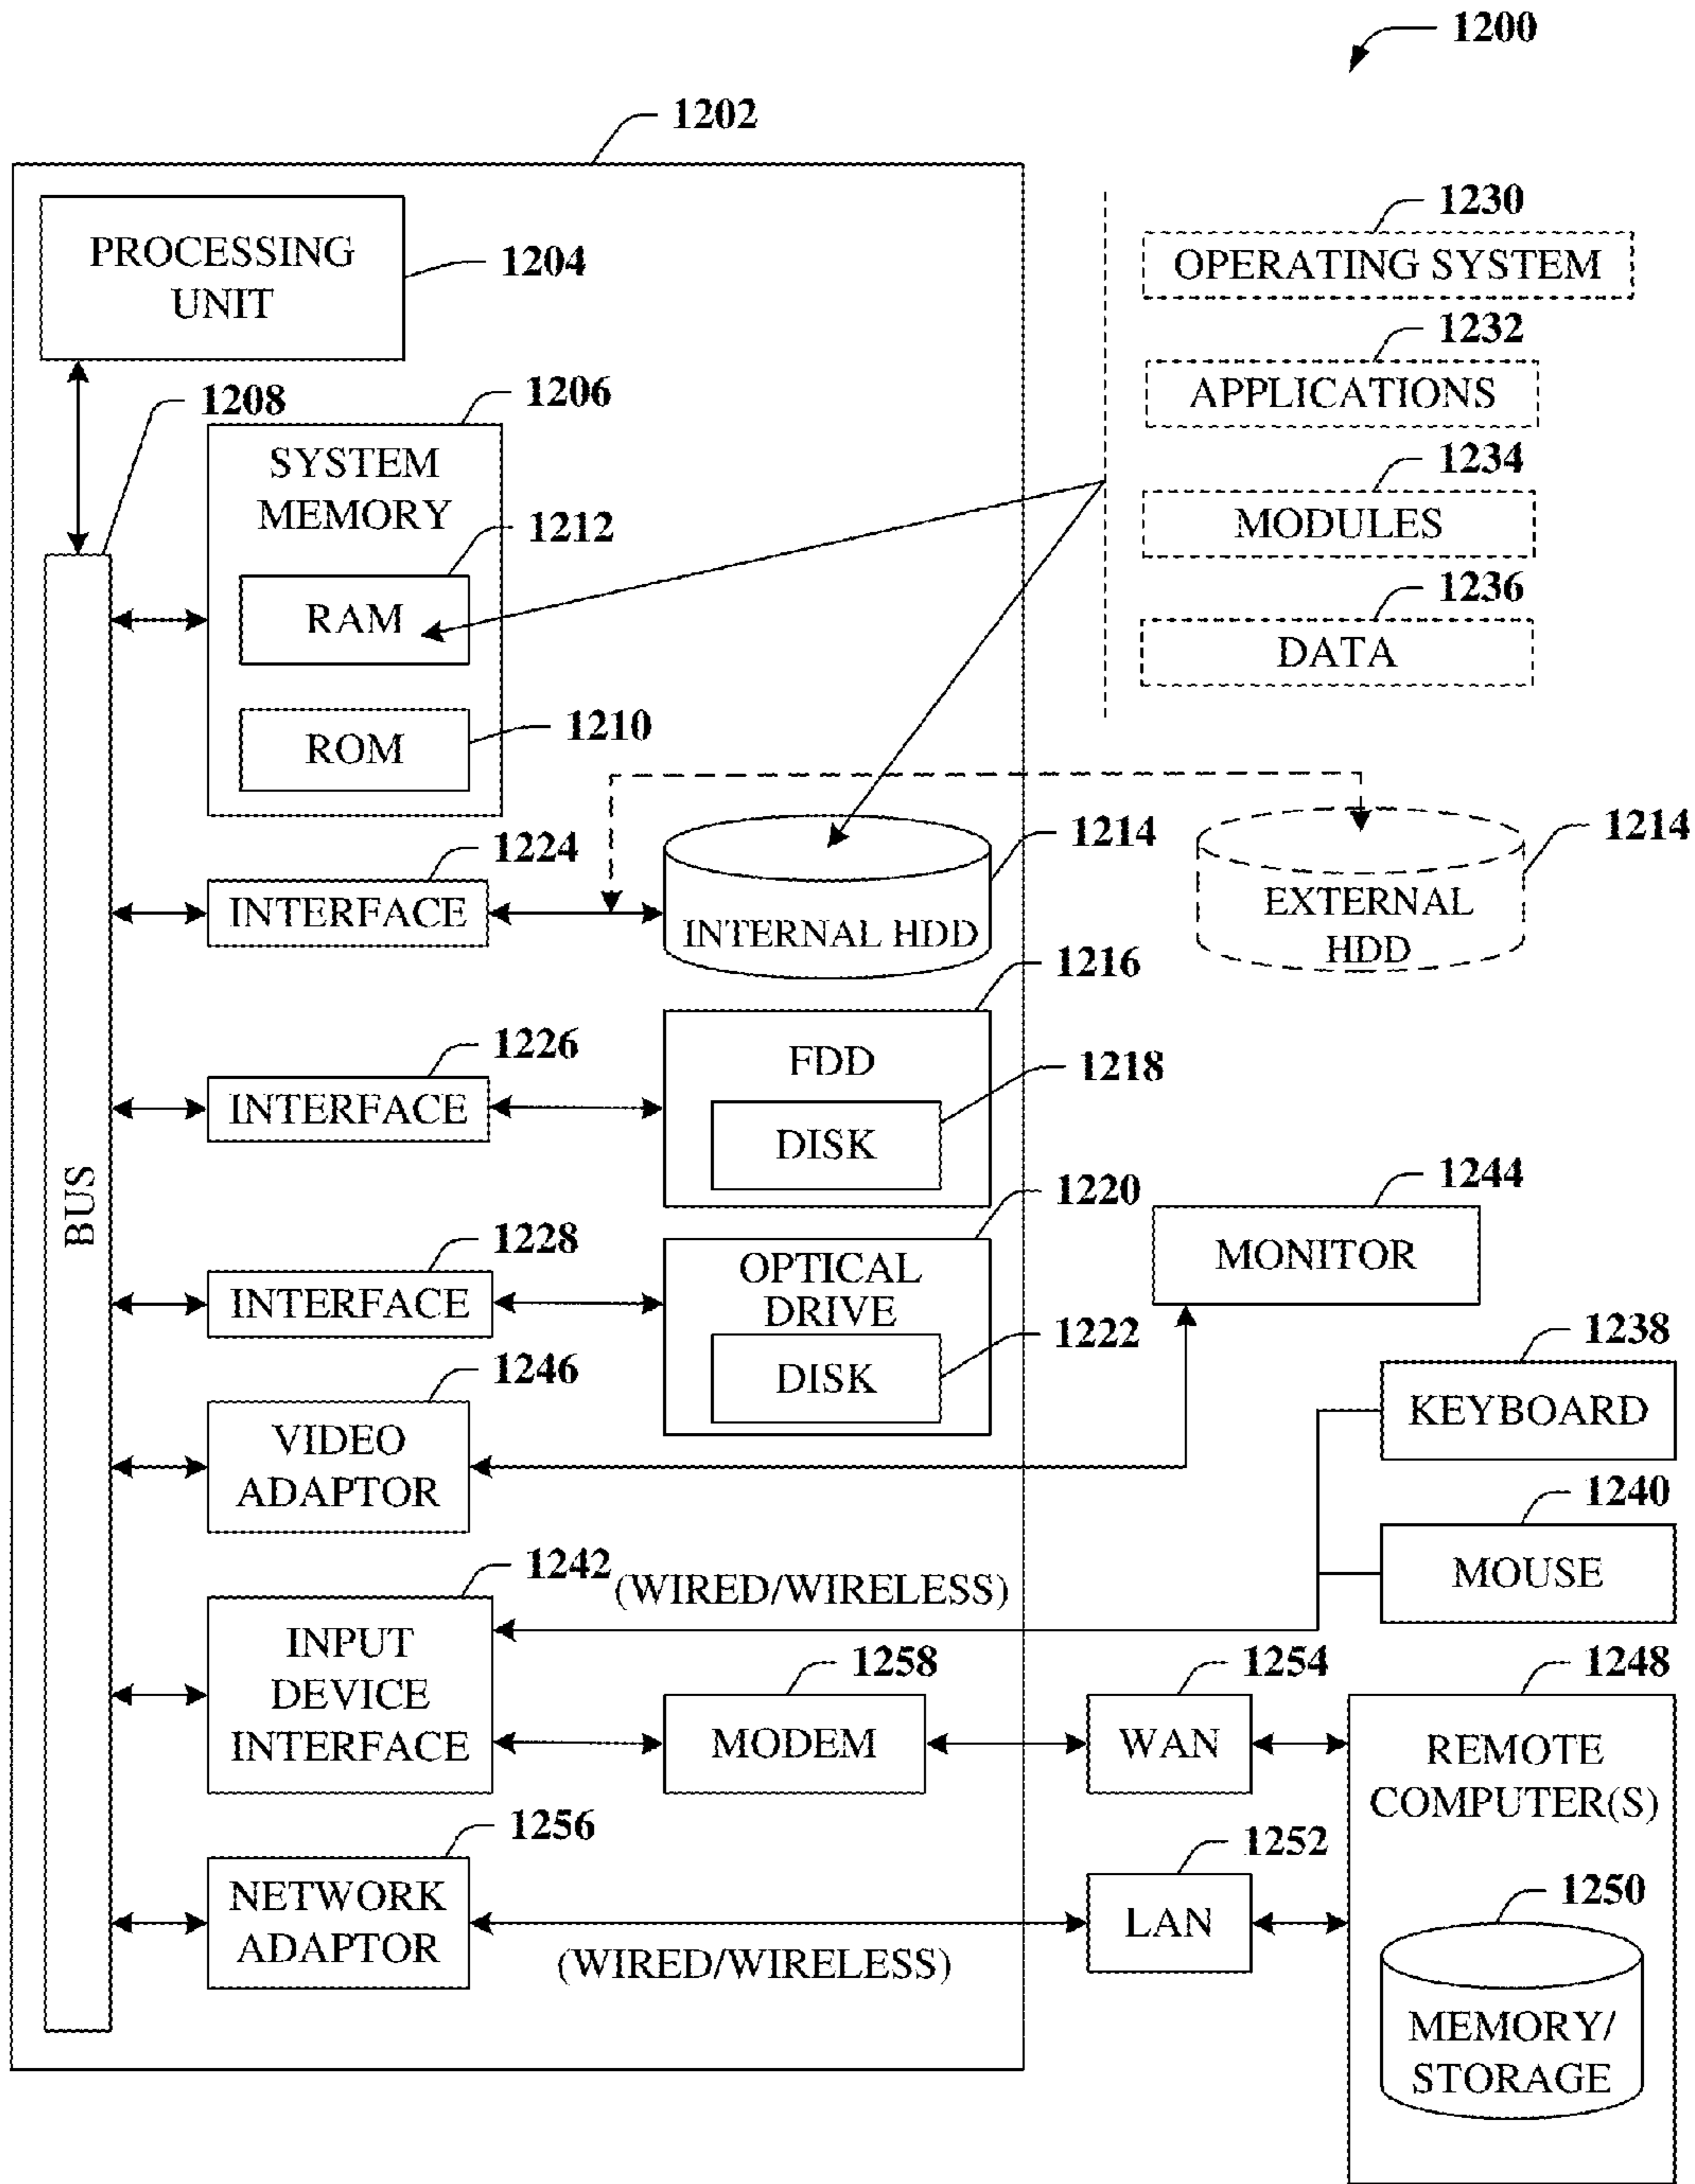 1200
1202
PROCESSING
UNIT
1204
1230
OPERATING SYSTEM
1232
APPLICATIONS
1234
MODULES
1236
DATA
1208
1206
SYSTEM
MEMORY
1212
RAM
1210
ROM
1224
INTERFACE
1214
INTERNAL HDD
1214
EXTERNAL
HDD
1216
FDD
1226
INTERFACE
1218
DISK
BUS
1220
OPTICAL
DRIVE
1228
INTERFACE
1222
DISK
1244
MONITOR
1246
VIDEO
ADAPTOR
1238
KEYBOARD
1240
MOUSE
1242
(WIRED/WIRELESS)
INPUT
DEVICE
INTERFACE
1258
MODEM
1254
WAN
1248
REMOTE
COMPUTER(S)
1256
NETWORK
ADAPTOR
(WIRED/WIRELESS)
1252
LAN
1250
MEMORY/
STORAGE